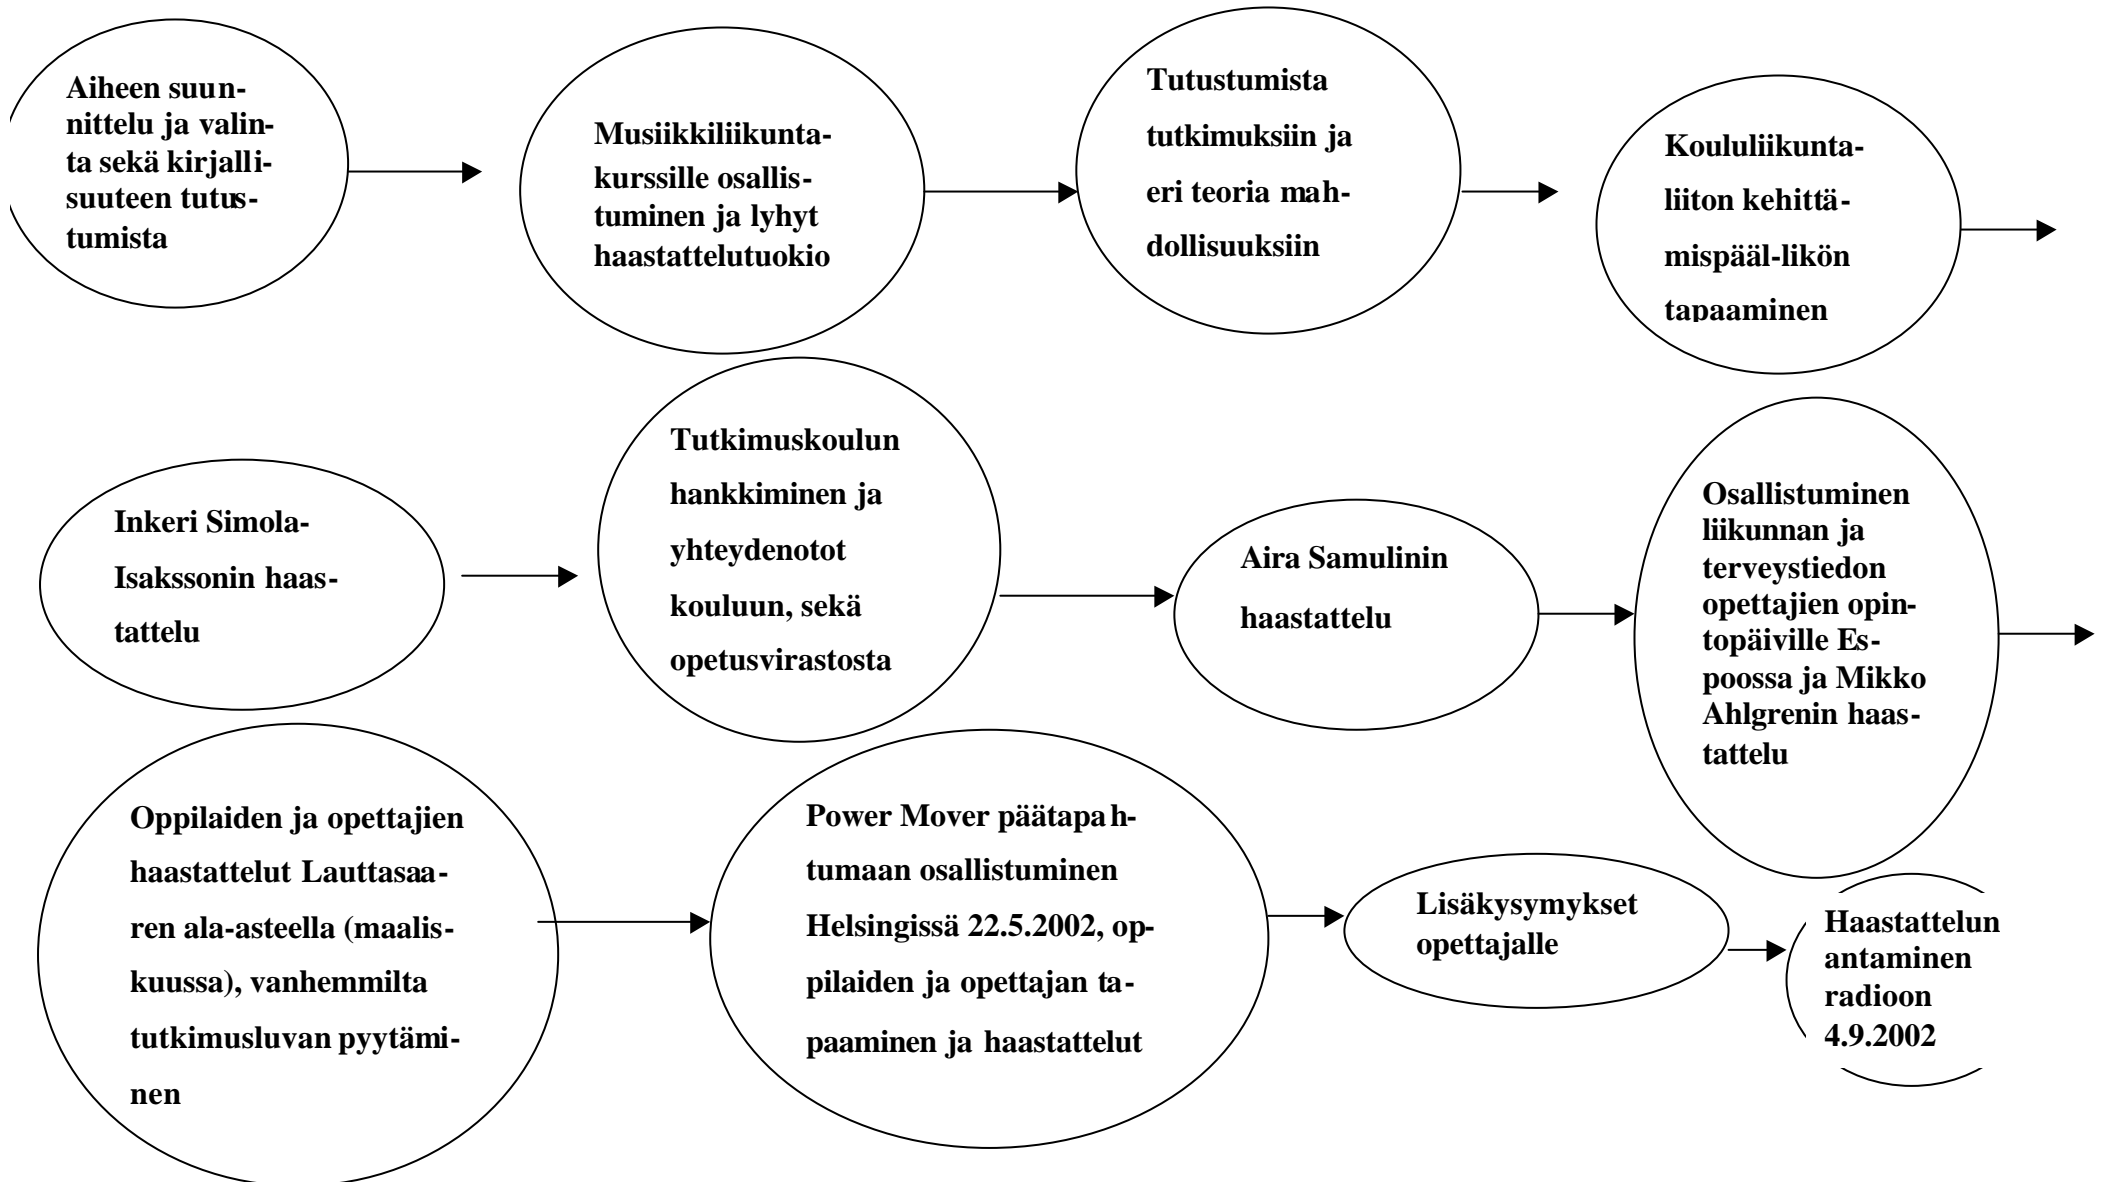 Aiheen suun-
nittelu ja valin-
ta sekä kirjalli-
suuteen tutus-
tumista
Musiikkiliikunta-
kurssille osallis-
tuminen ja lyhyt
haastattelutuokio
Tutustumista
tutkimuksiin ja
eri teoria mah-
dollisuuksiin
Koululiikunta-
liiton kehittä-
mispääl-likön
tapaaminen
Inkeri Simola-
Isakssonin haas-
tattelu
Tutkimuskoulun
hankkiminen ja
yhteydenotot
kouluun, sekä
opetusvirastosta
Aira Samulinin
haastattelu
Osallistuminen
liikunnan ja
terveystiedon
opettajien opin-
topäiville Es-
poossa ja Mikko
Ahlgrenin haas-
tattelu
Oppilaiden ja opettajien
haastattelut Lauttasaa-
ren ala-asteella (maalis-
kuussa), vanhemmilta
tutkimusluvan pyytämi-
nen
Power Mover päätapah-
tumaan osallistuminen
Helsingissä 22.5.2002, op-
pilaiden ja opettajan ta-
paaminen ja haastattelut
Lisäkysymykset
opettajalle
Haastattelun
antaminen
radioon
4.9.2002